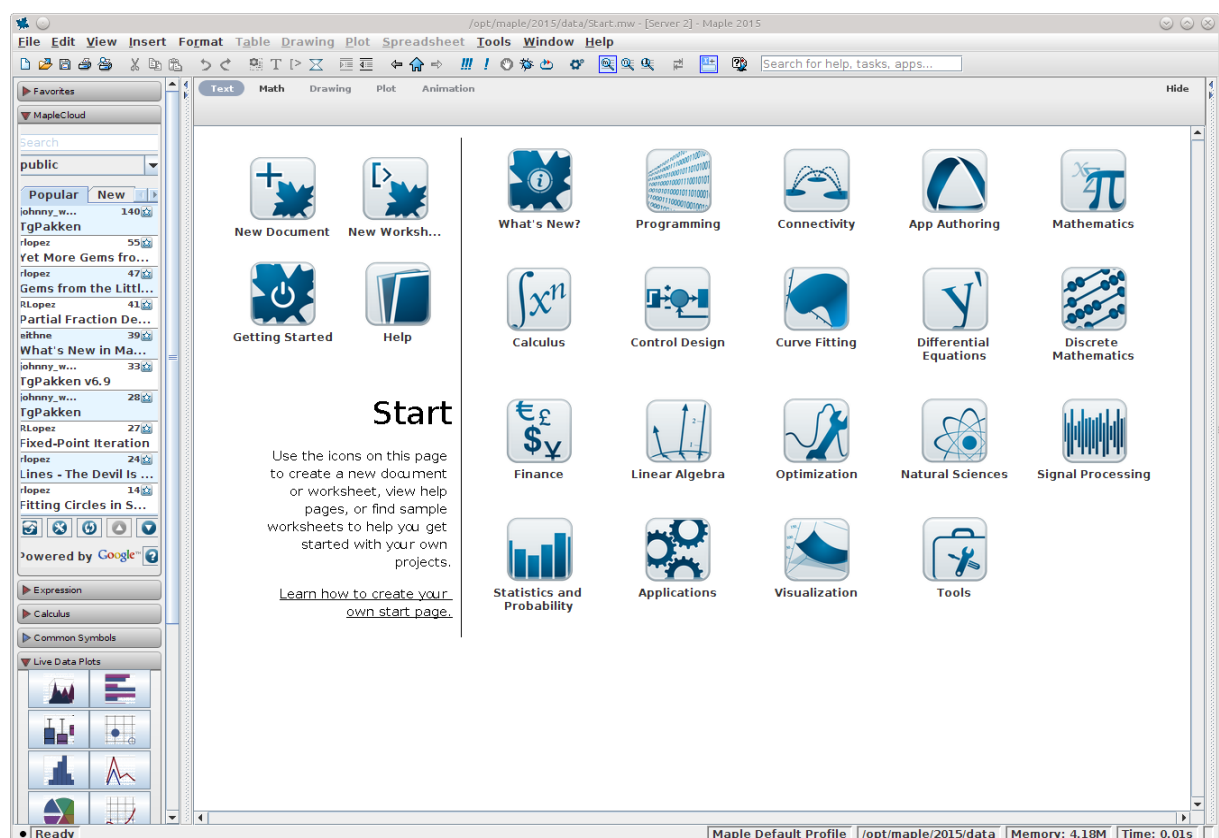 /opt/maple/2015/data/Start.mw - [Server 2] - Maple 2015
File Edit View Insert Format Table Drawing Plot Spreadsheet Tools Window Help
Search for help, tasks, apps...
Favorites
MapleCloud
Search
public
Popular New
johnny_w... 140
TgPakken
rlopez 55
Yet More Gems fro...
rlopez 47
Gems from the Littl...
RLopez 41
Partial Fraction De...
eithne 39
What's New in Ma...
johnny_w... 33
TgPakken v6.9
johnny_w... 28
TgPakken
RLopez 27
Fixed-Point Iteration
rlopez 24
Lines - The Devil Is ...
rlopez 14
Fitting Circles in S...
Powered by Google™
Expression
Calculus
Common Symbols
Live Data Plots
Text Math Drawing Plot Animation Hide
New Document New Worksh...
Getting Started Help
Start
Use the icons on this page
to create a new document
or worksheet, view help
pages, or find sample
worksheets to help you get
started with your own
projects.
Learn how to create your
own start page.
What's New? Programming Connectivity App Authoring Mathematics
Calculus Control Design Curve Fitting Differential Equations Discrete Mathematics
Finance Linear Algebra Optimization Natural Sciences Signal Processing
Statistics and Probability Applications Visualization Tools
Ready Maple Default Profile /opt/maple/2015/data Memory: 4.18M Time: 0.01s